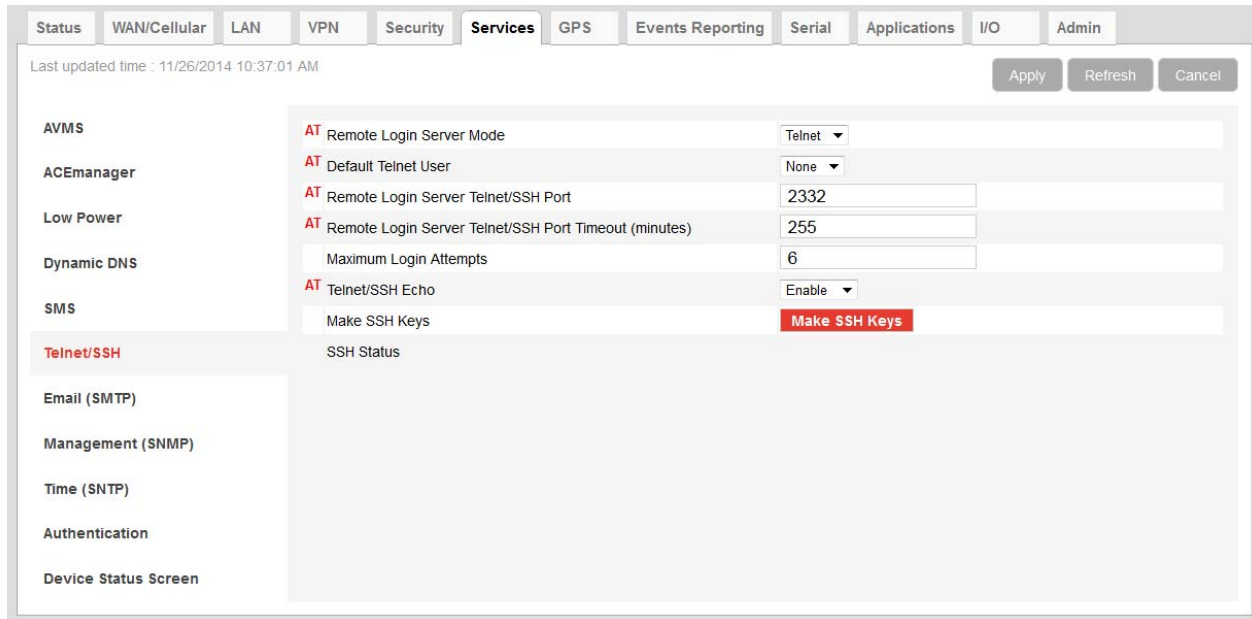 Status WAN/Cellular LAN VPN Security Services GPS Events Reporting Serial Applications I/O Admin
Last updated time : 11/26/2014 10:37:01 AM
Apply Refresh Cancel
AVMS
ACEmanager
Low Power
Dynamic DNS
SMS
Telnet/SSH
Email (SMTP)
Management (SNMP)
Time (SNTP)
Authentication
Device Status Screen
AT Remote Login Server Mode Telnet
AT Default Telnet User None
AT Remote Login Server Telnet/SSH Port 2332
AT Remote Login Server Telnet/SSH Port Timeout (minutes) 255
Maximum Login Attempts 6
AT Telnet/SSH Echo Enable
Make SSH Keys Make SSH Keys
SSH Status